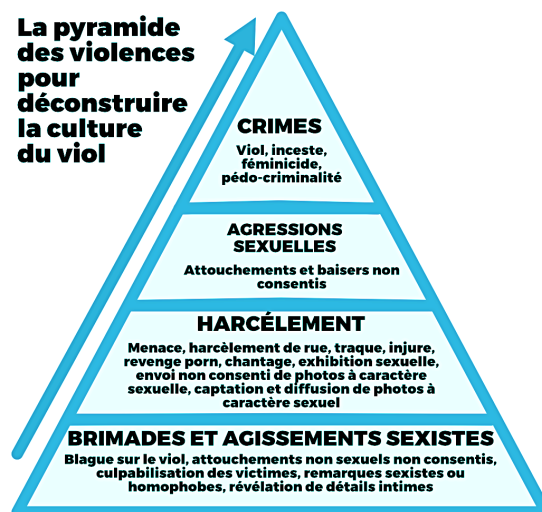 La pyramide
des violences
pour
déconstruire
la culture
du viol
CRIMES
Viol, inceste,
féminicide,
pédo-criminalité
AGRESSIONS
SEXUELLES
Attouchements et baisers non
consentis
HARCÉLEMENT
Menace, harcèlement de rue, traque, injure,
revenge porn, chantage, exhibition sexuelle,
envoi non consenti de photos à caractère
sexuelle, captation et diffusion de photos à
caractère sexuel
BRIMADES ET AGISSEMENTS SEXISTES
Blague sur le viol, attouchements non sexuels non consentis,
culpabilisation des victimes, remarques sexistes ou
homophobes, révélation de détails intimes